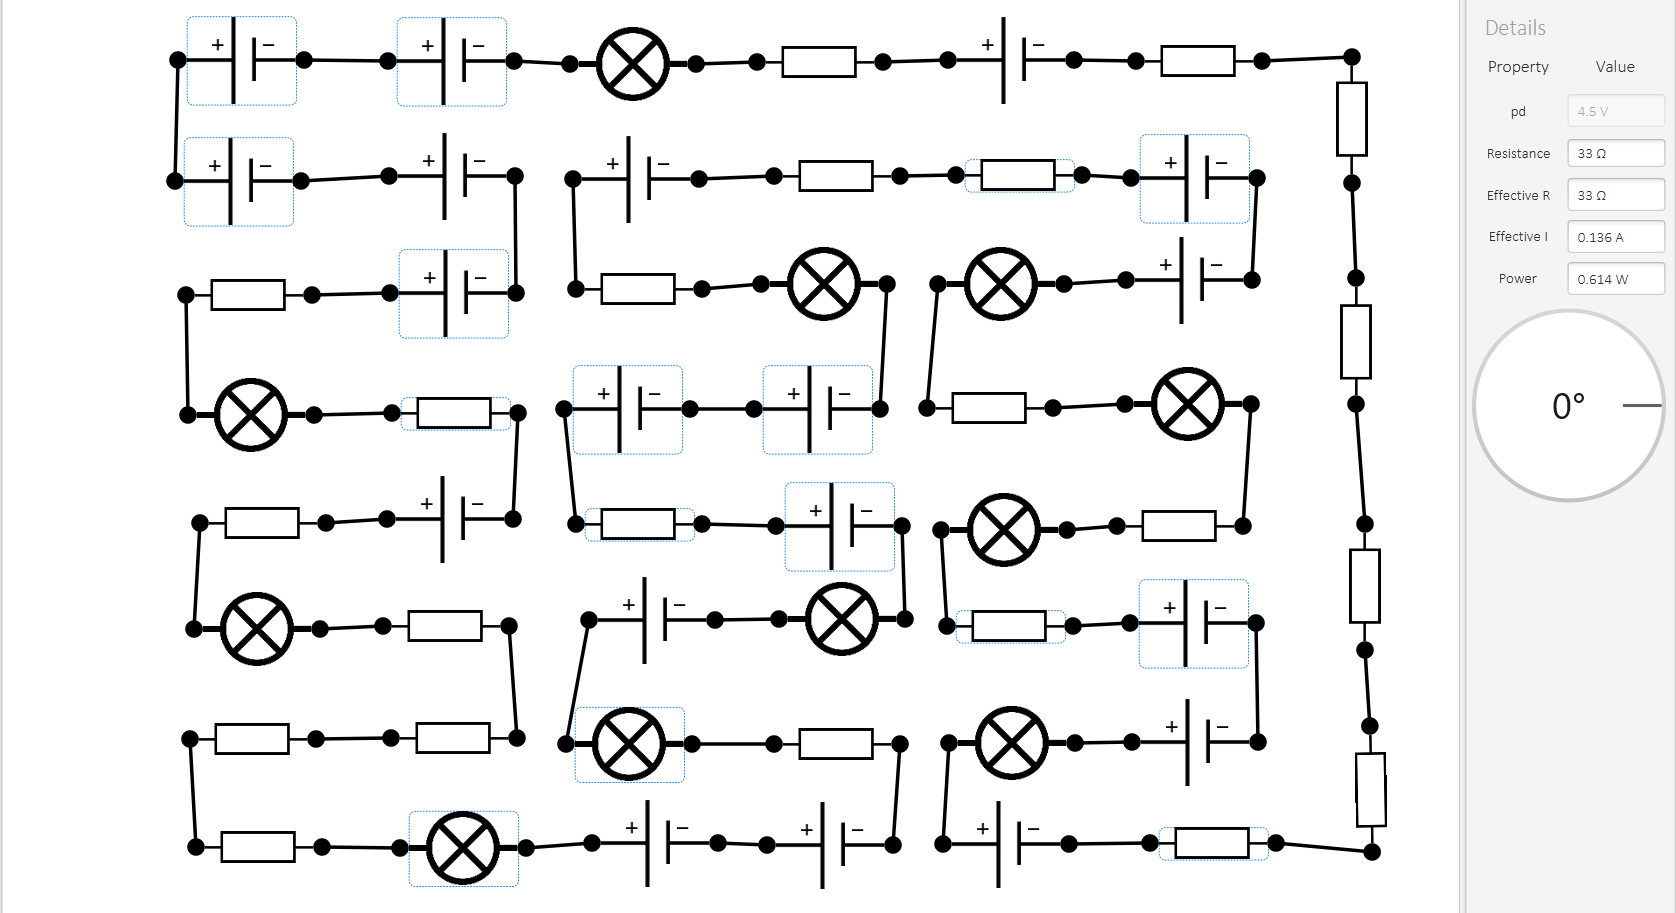 Details
Property Value
pd 4.5 V
Resistance 33 Ω
Effective R 33 Ω
Effective I 0.136 A
Power 0.614 W
0°
+ − + − + −
+ − + − + − + −
+ − + −
+ − + −
+ − + −
+ − + −
+ −
+ − + − + −